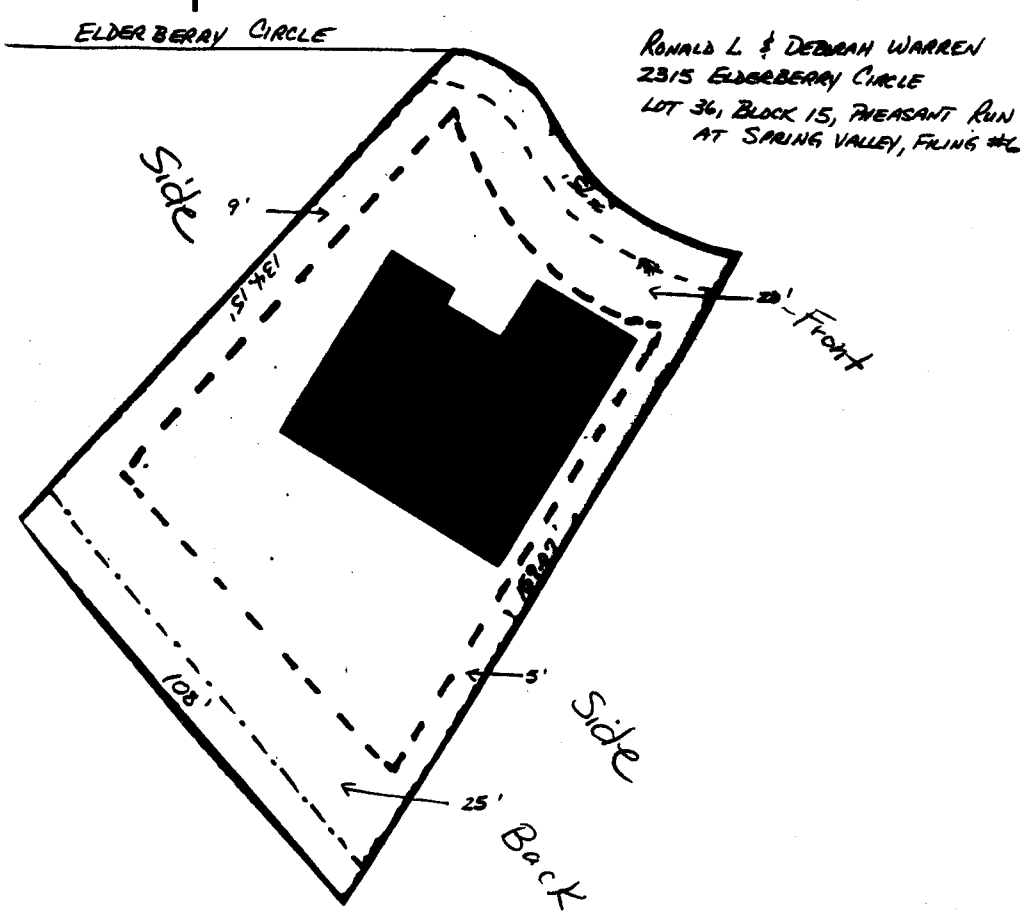 ELDERBERRY CIRCLE
RONALD L & DEBORAH WARREN
2315 ELDERBERRY CIRCLE
LOT 36, BLOCK 15, PHEASANT RUN
AT SPRING VALLEY, FILING #6
Side
9'
134.15'
20' - Front
5'
Side
108'
25'
Back